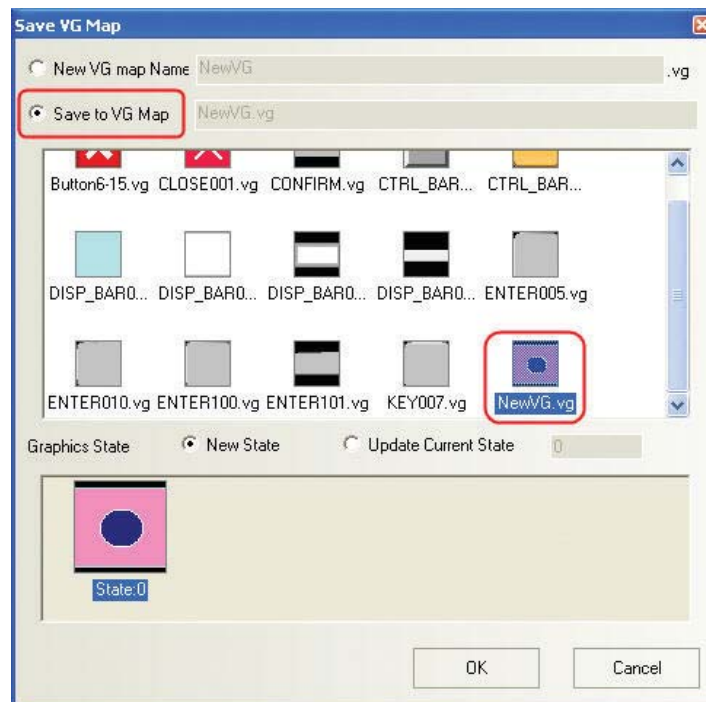 Save VG Map
New VG map Name NewVG .vg
Save to VG Map NewVG.vg
Button6-15.vg CLOSE001.vg CONFIRM.vg CTRL_BAR... CTRL_BAR...
DISP_BAR0... DISP_BAR0... DISP_BAR0... DISP_BAR0... ENTER005.vg
ENTER010.vg ENTER100.vg ENTER101.vg KEY007.vg NewVG.vg
Graphics State New State Update Current State 0
State:0
OK Cancel